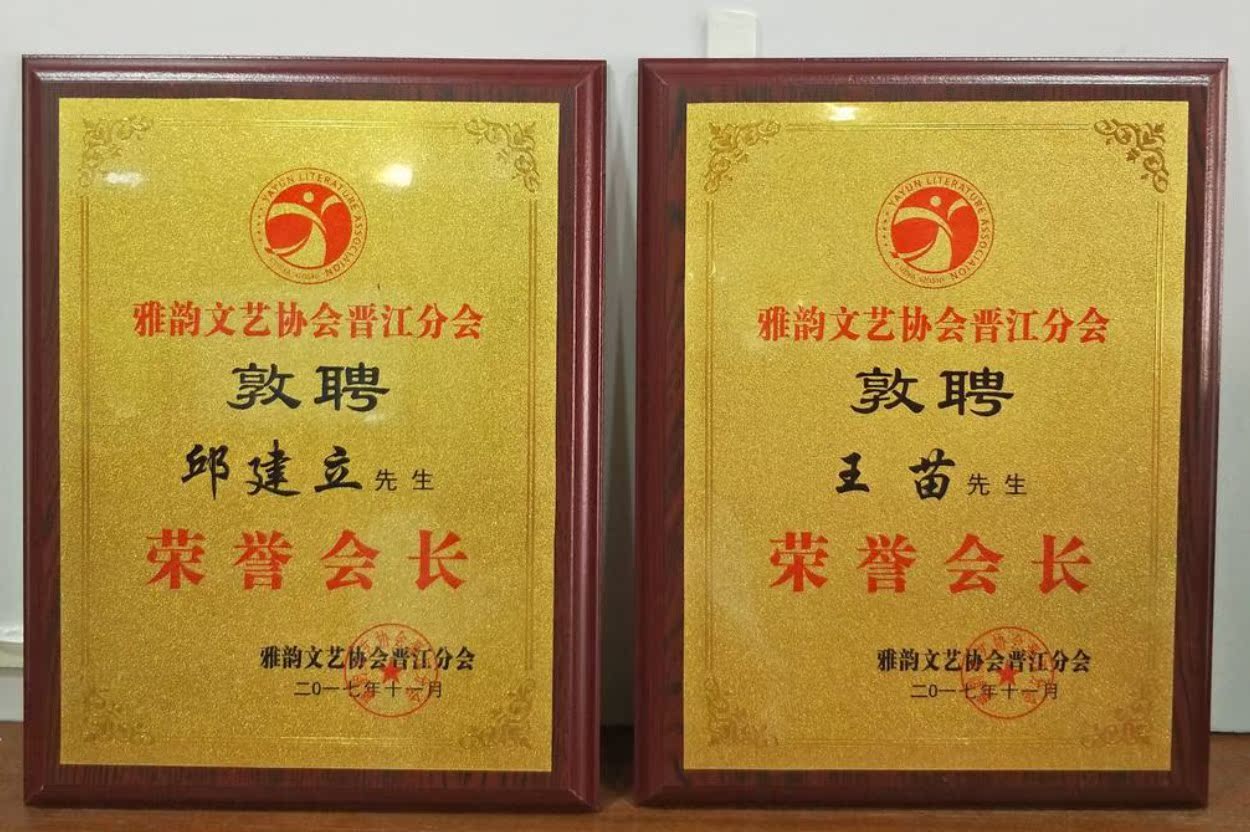 YAYUN LITERATURE ASSOCIATION
雅韵文艺协会晋江分会
敦聘
邱建立先生
荣誉会长
雅韵文艺协会晋江分会
二〇一七年十一月
YAYUN LITERATURE ASSOCIATION
雅韵文艺协会晋江分会
敦聘
王苗先生
荣誉会长
雅韵文艺协会晋江分会
二〇一七年十一月